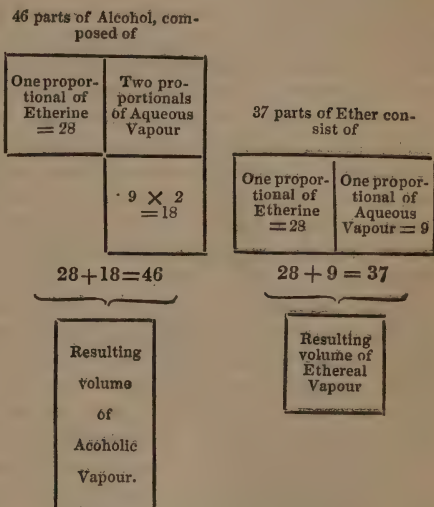 46 parts of Alcohol, com-
posed of
One propor-
tional of
Etherine
= 28
Two pro-
portionals
of Aqueous
Vapour
9 × 2
=18
28+18=46
Resulting
volume
of
Acoholic
Vapour.
37 parts of Ether con-
sist of
One propor-
tional of
Etherine
=28
One propor-
tional of
Aqueous
Vapour = 9
28 + 9 = 37
Resulting
volume of
Ethereal
Vapour